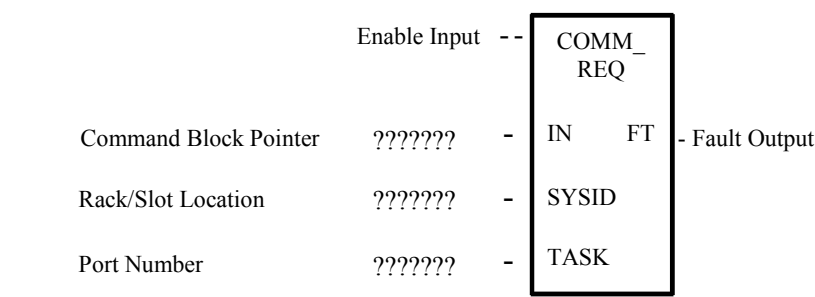 Enable Input -- COMM_
REQ
Command Block Pointer ??????? - IN FT - Fault Output
Rack/Slot Location ??????? - SYSID
Port Number ??????? - TASK